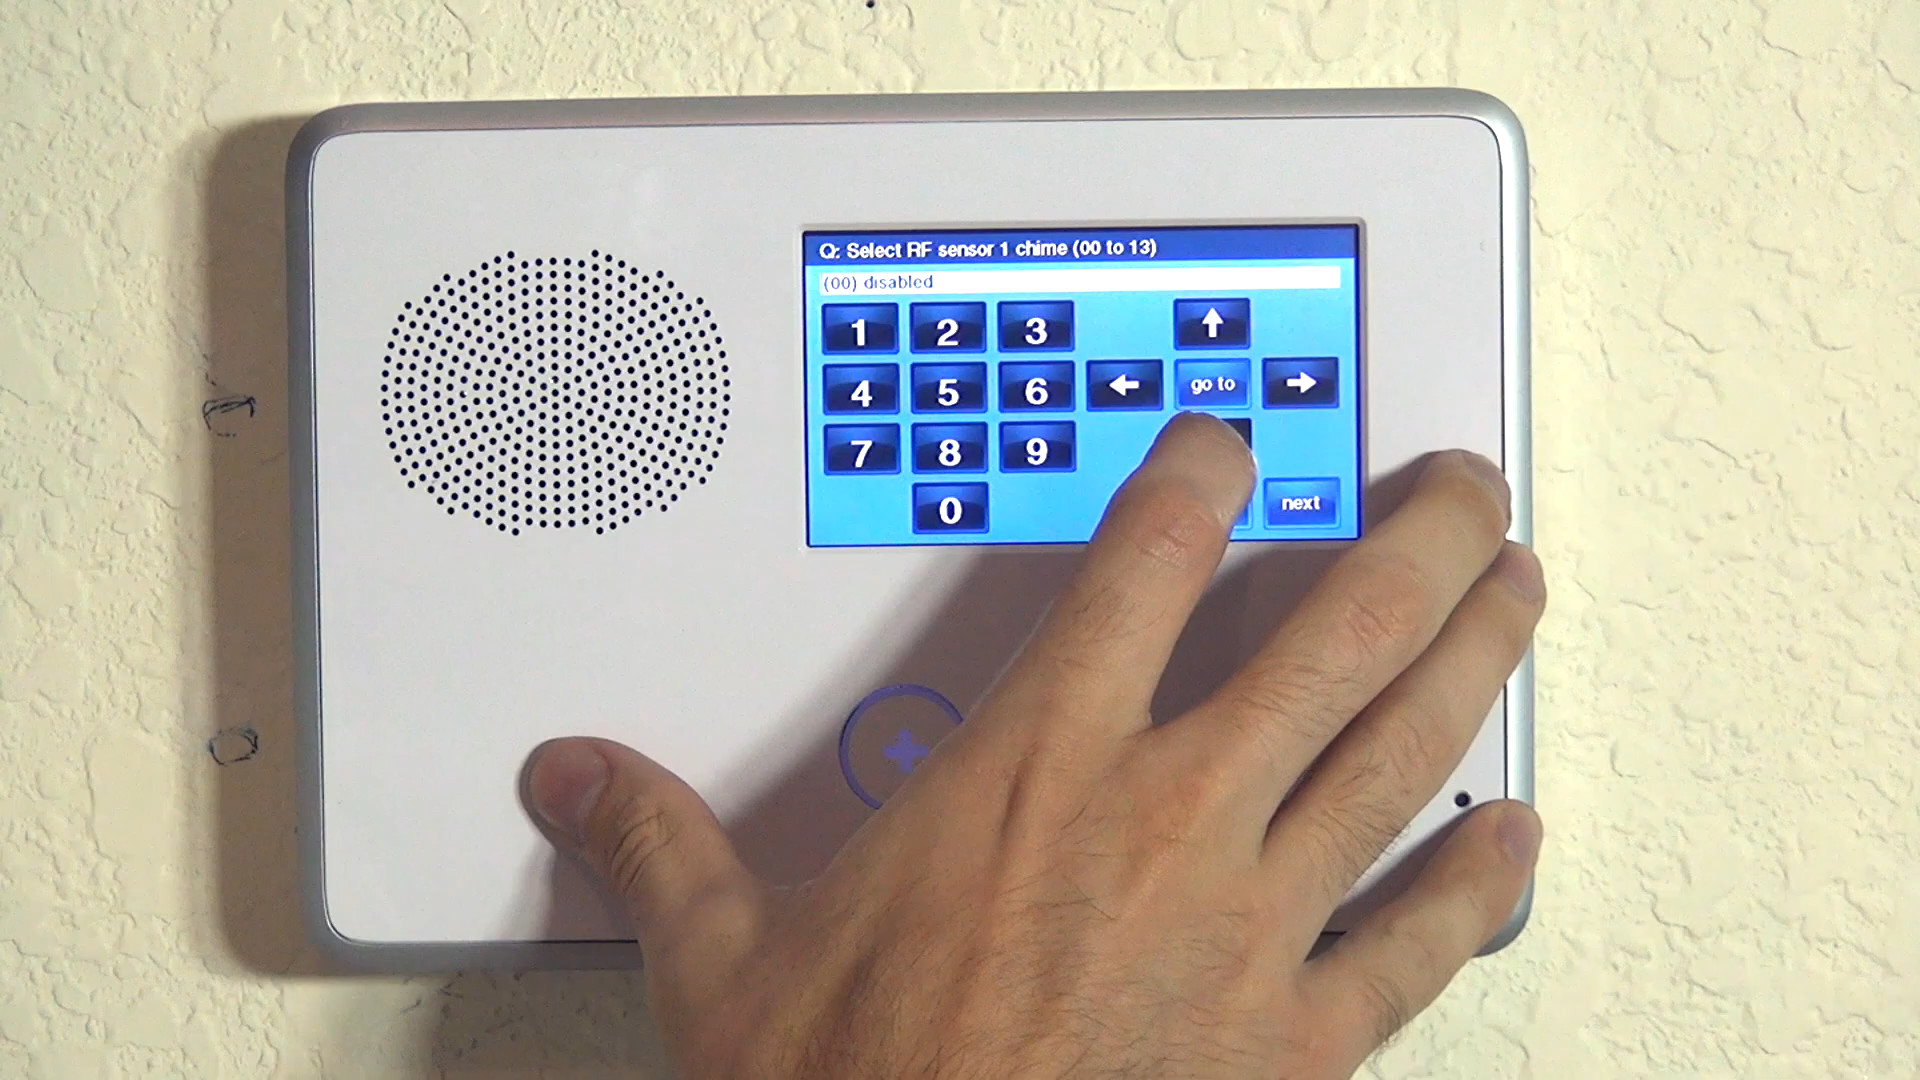 Q: Select RF sensor 1 chime (00 to 13)
(00) disabled
1 2 3
4 5 6 go to
7 8 9
0 next